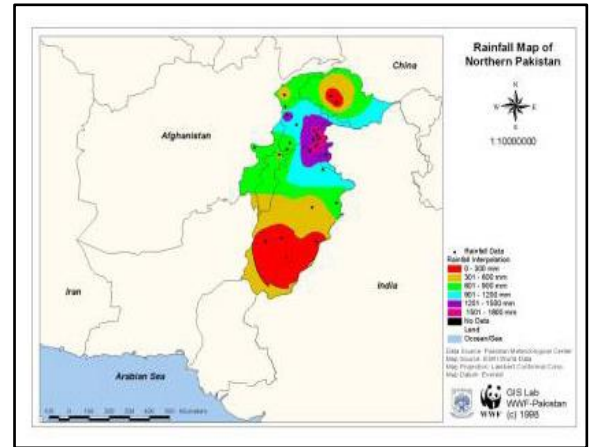 Rainfall Map of
Northern Pakistan
N
W
E
S
1:10000000
China
Afghanistan
Iran
India
Arabian Sea
Rainfall Data
Rainfall Interpolation
0 - 300 mm
301 - 600 mm
601 - 900 mm
901 - 1200 mm
1201 - 1500 mm
1501 - 1800 mm
No Data
Land
Ocean/Sea
Data Source: Pakistan Meteorological Center
Map Source: ESRI World Data
Map Projection: Lambert Conformal Conic
Map Datum: Everest
GIS Lab
WWF-Pakistan
(c) 1998
WWF
Kilometers